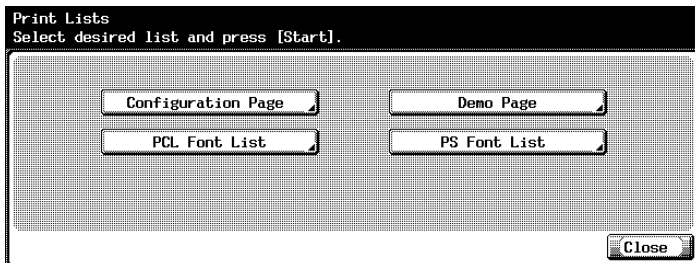 Print Lists
Select desired list and press [Start].
Configuration Page
Demo Page
PCL Font List
PS Font List
Close